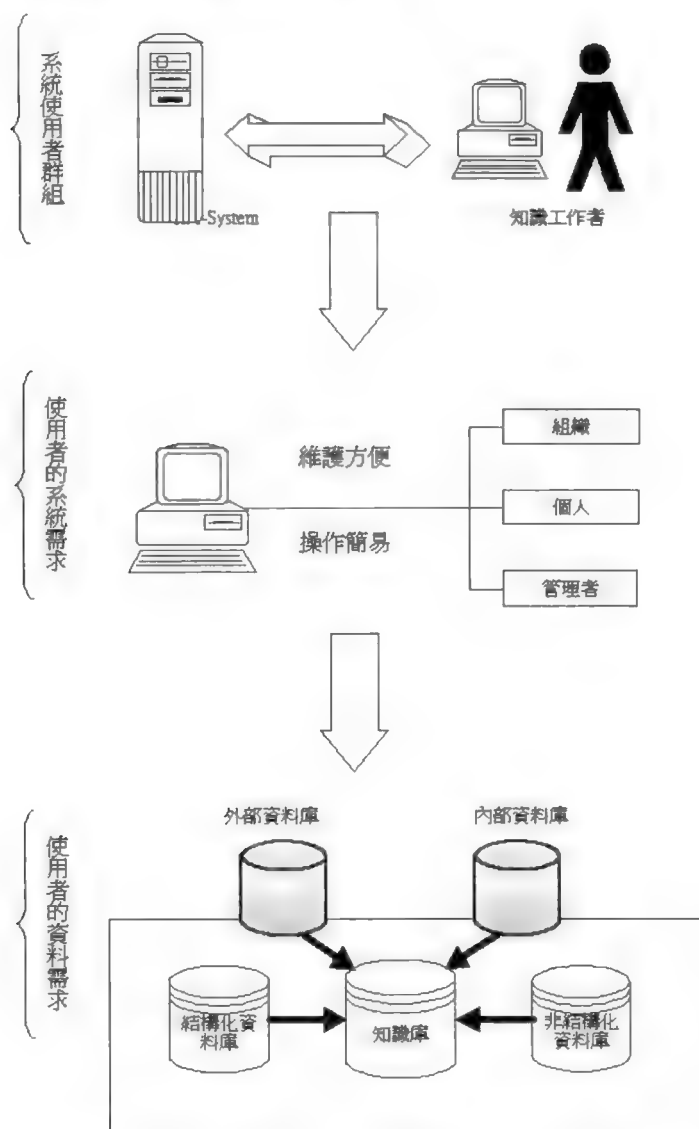 系統使用者群組
-System
知識工作者
使用者的系統需求
維護方便
操作簡易
組織
個人
管理者
使用者的資料需求
外部資料庫
內部資料庫
結構化資
料庫
知識庫
非結構化
資料庫